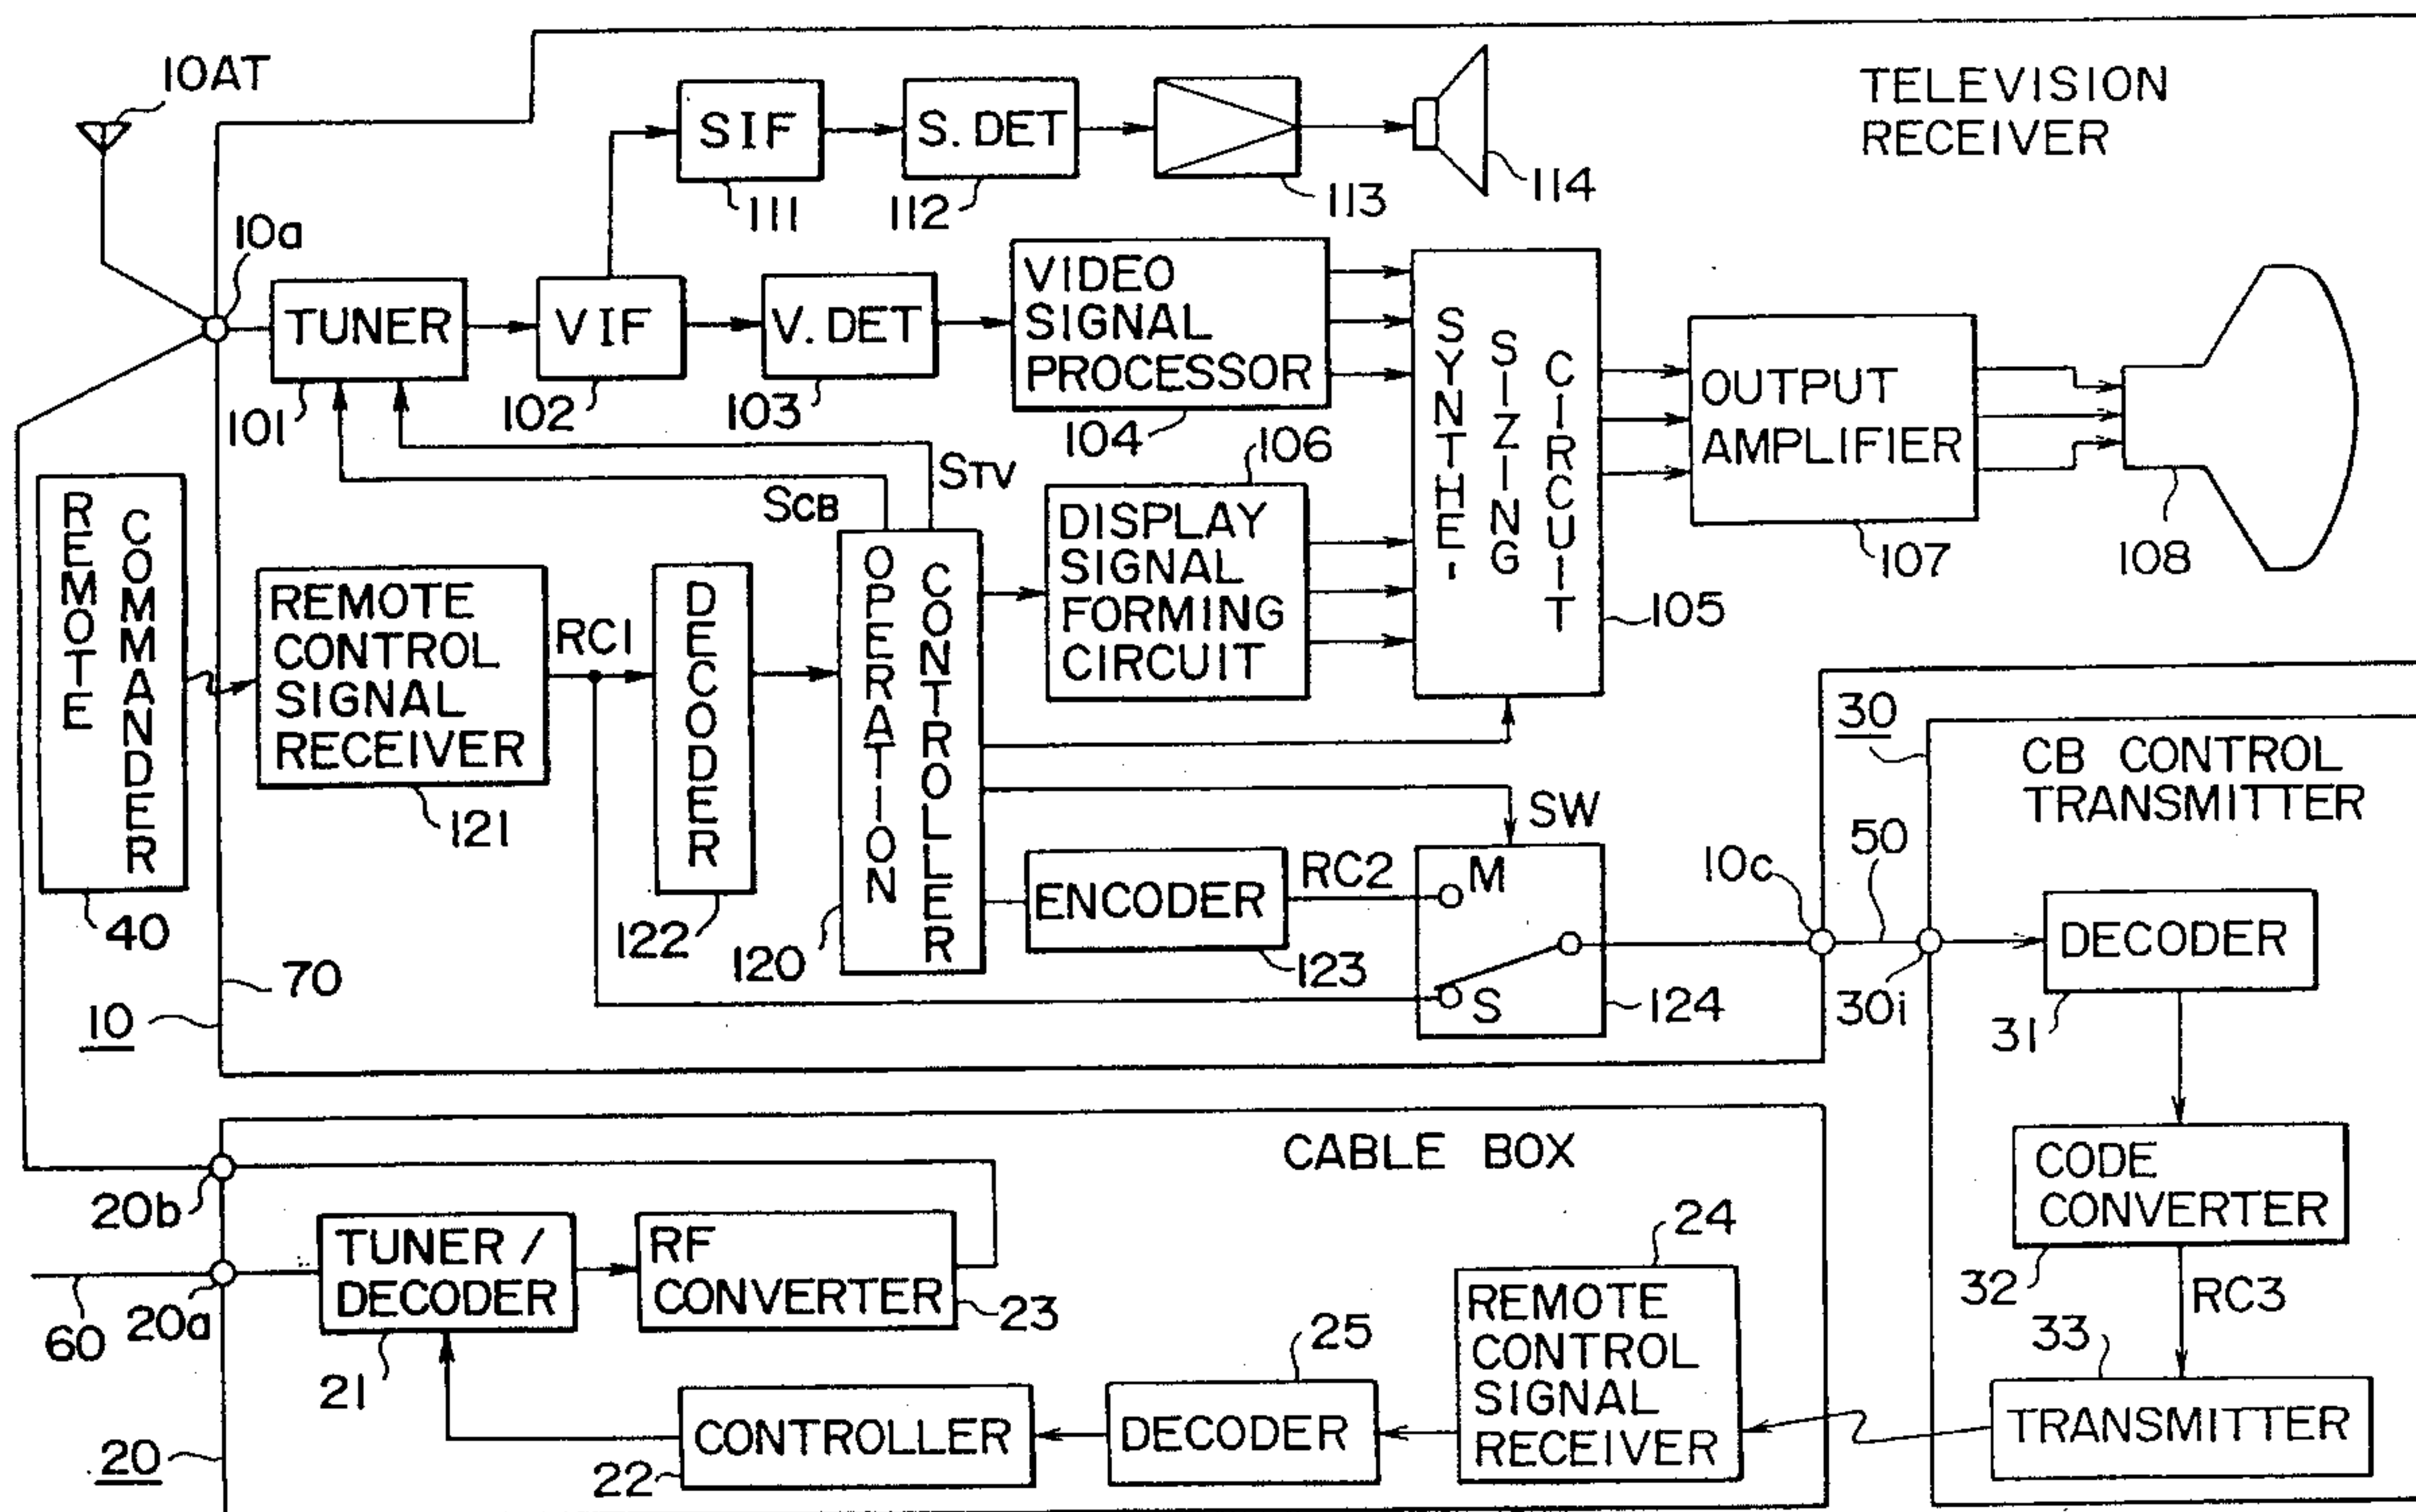 10AT
TELEVISION
RECEIVER
SIF
S. DET
111
112
113
114
10a
TUNER
VIF
V. DET
VIDEO
SIGNAL
PROCESSOR
SYNTHE-
SIZING
CIRCUIT
OUTPUT
AMPLIFIER
101
102
103
104
106
107
108
STV
SCB
REMOTE
COMMANDER
REMOTE
CONTROL
SIGNAL
RECEIVER
RC1
DECODER
OPERATION
CONTROLLER
DISPLAY
SIGNAL
FORMING
CIRCUIT
105
30
CB CONTROL
TRANSMITTER
121
SW
50
10c
40
122
120
ENCODER
RC2
M
S
123
124
30i
DECODER
31
70
10
CABLE BOX
CODE
CONVERTER
32
RC3
20b
TUNER /
DECODER
RF
CONVERTER
24
60
20a
21
23
25
REMOTE
CONTROL
SIGNAL
RECEIVER
33
TRANSMITTER
CONTROLLER
DECODER
20
22